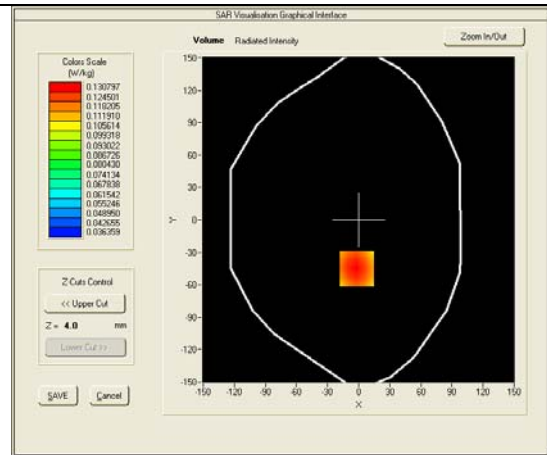 SAR Visualisation Graphical Interface
Volume Radiated Intensity
Zoom In/Out
Colors Scale
(W/kg)
0.130797
0.124501
0.118205
0.111910
0.105614
0.099318
0.093022
0.086726
0.080430
0.074134
0.067838
0.061542
0.055246
0.048950
0.042655
0.036359
Z Cuts Control
<< Upper Cut
Z = 4.0 mm
Lower Cut >>
SAVE Cancel
150-
120-
90-
60-
30-
0-
-30-
-60-
-90-
-120-
-150-
Y
-150 -120 -90 -60 -30 0 30 60 90 120 150
X